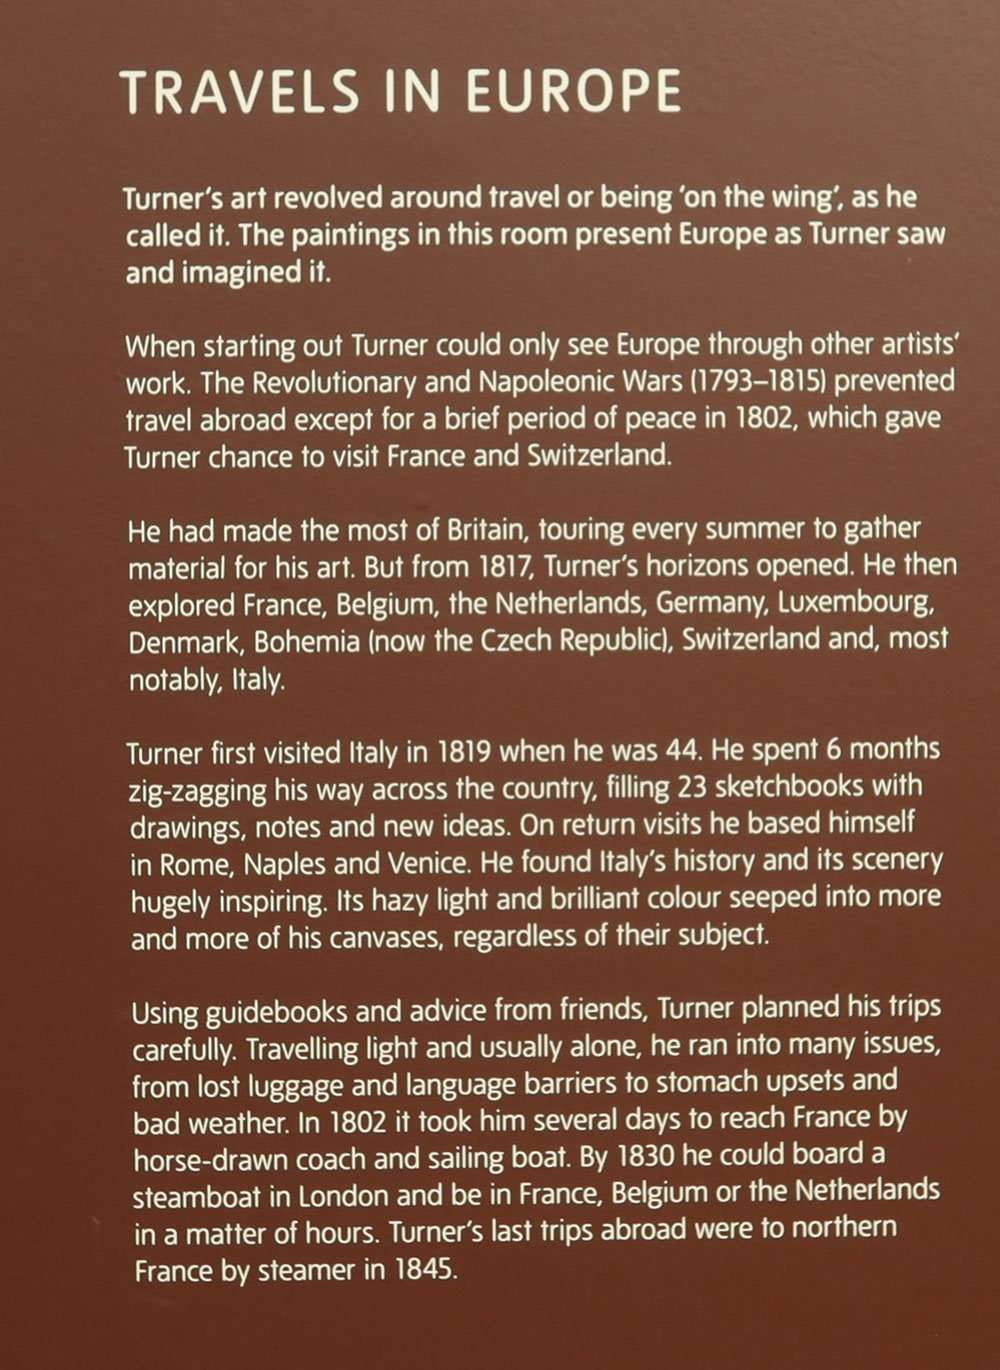 TRAVELS IN EUROPE
Turner's art revolved around travel or being 'on the wing', as he
called it. The paintings in this room present Europe as Turner saw
and imagined it.
When starting out Turner could only see Europe through other artists'
work. The Revolutionary and Napoleonic Wars (1793–1815) prevented
travel abroad except for a brief period of peace in 1802, which gave
Turner chance to visit France and Switzerland.
He had made the most of Britain, touring every summer to gather
material for his art. But from 1817, Turner's horizons opened. He then
explored France, Belgium, the Netherlands, Germany, Luxembourg,
Denmark, Bohemia (now the Czech Republic), Switzerland and, most
notably, Italy.
Turner first visited Italy in 1819 when he was 44. He spent 6 months
zig-zagging his way across the country, filling 23 sketchbooks with
drawings, notes and new ideas. On return visits he based himself
in Rome, Naples and Venice. He found Italy's history and its scenery
hugely inspiring. Its hazy light and brilliant colour seeped into more
and more of his canvases, regardless of their subject.
Using guidebooks and advice from friends, Turner planned his trips
carefully. Travelling light and usually alone, he ran into many issues,
from lost luggage and language barriers to stomach upsets and
bad weather. In 1802 it took him several days to reach France by
horse-drawn coach and sailing boat. By 1830 he could board a
steamboat in London and be in France, Belgium or the Netherlands
in a matter of hours. Turner's last trips abroad were to northern
France by steamer in 1845.